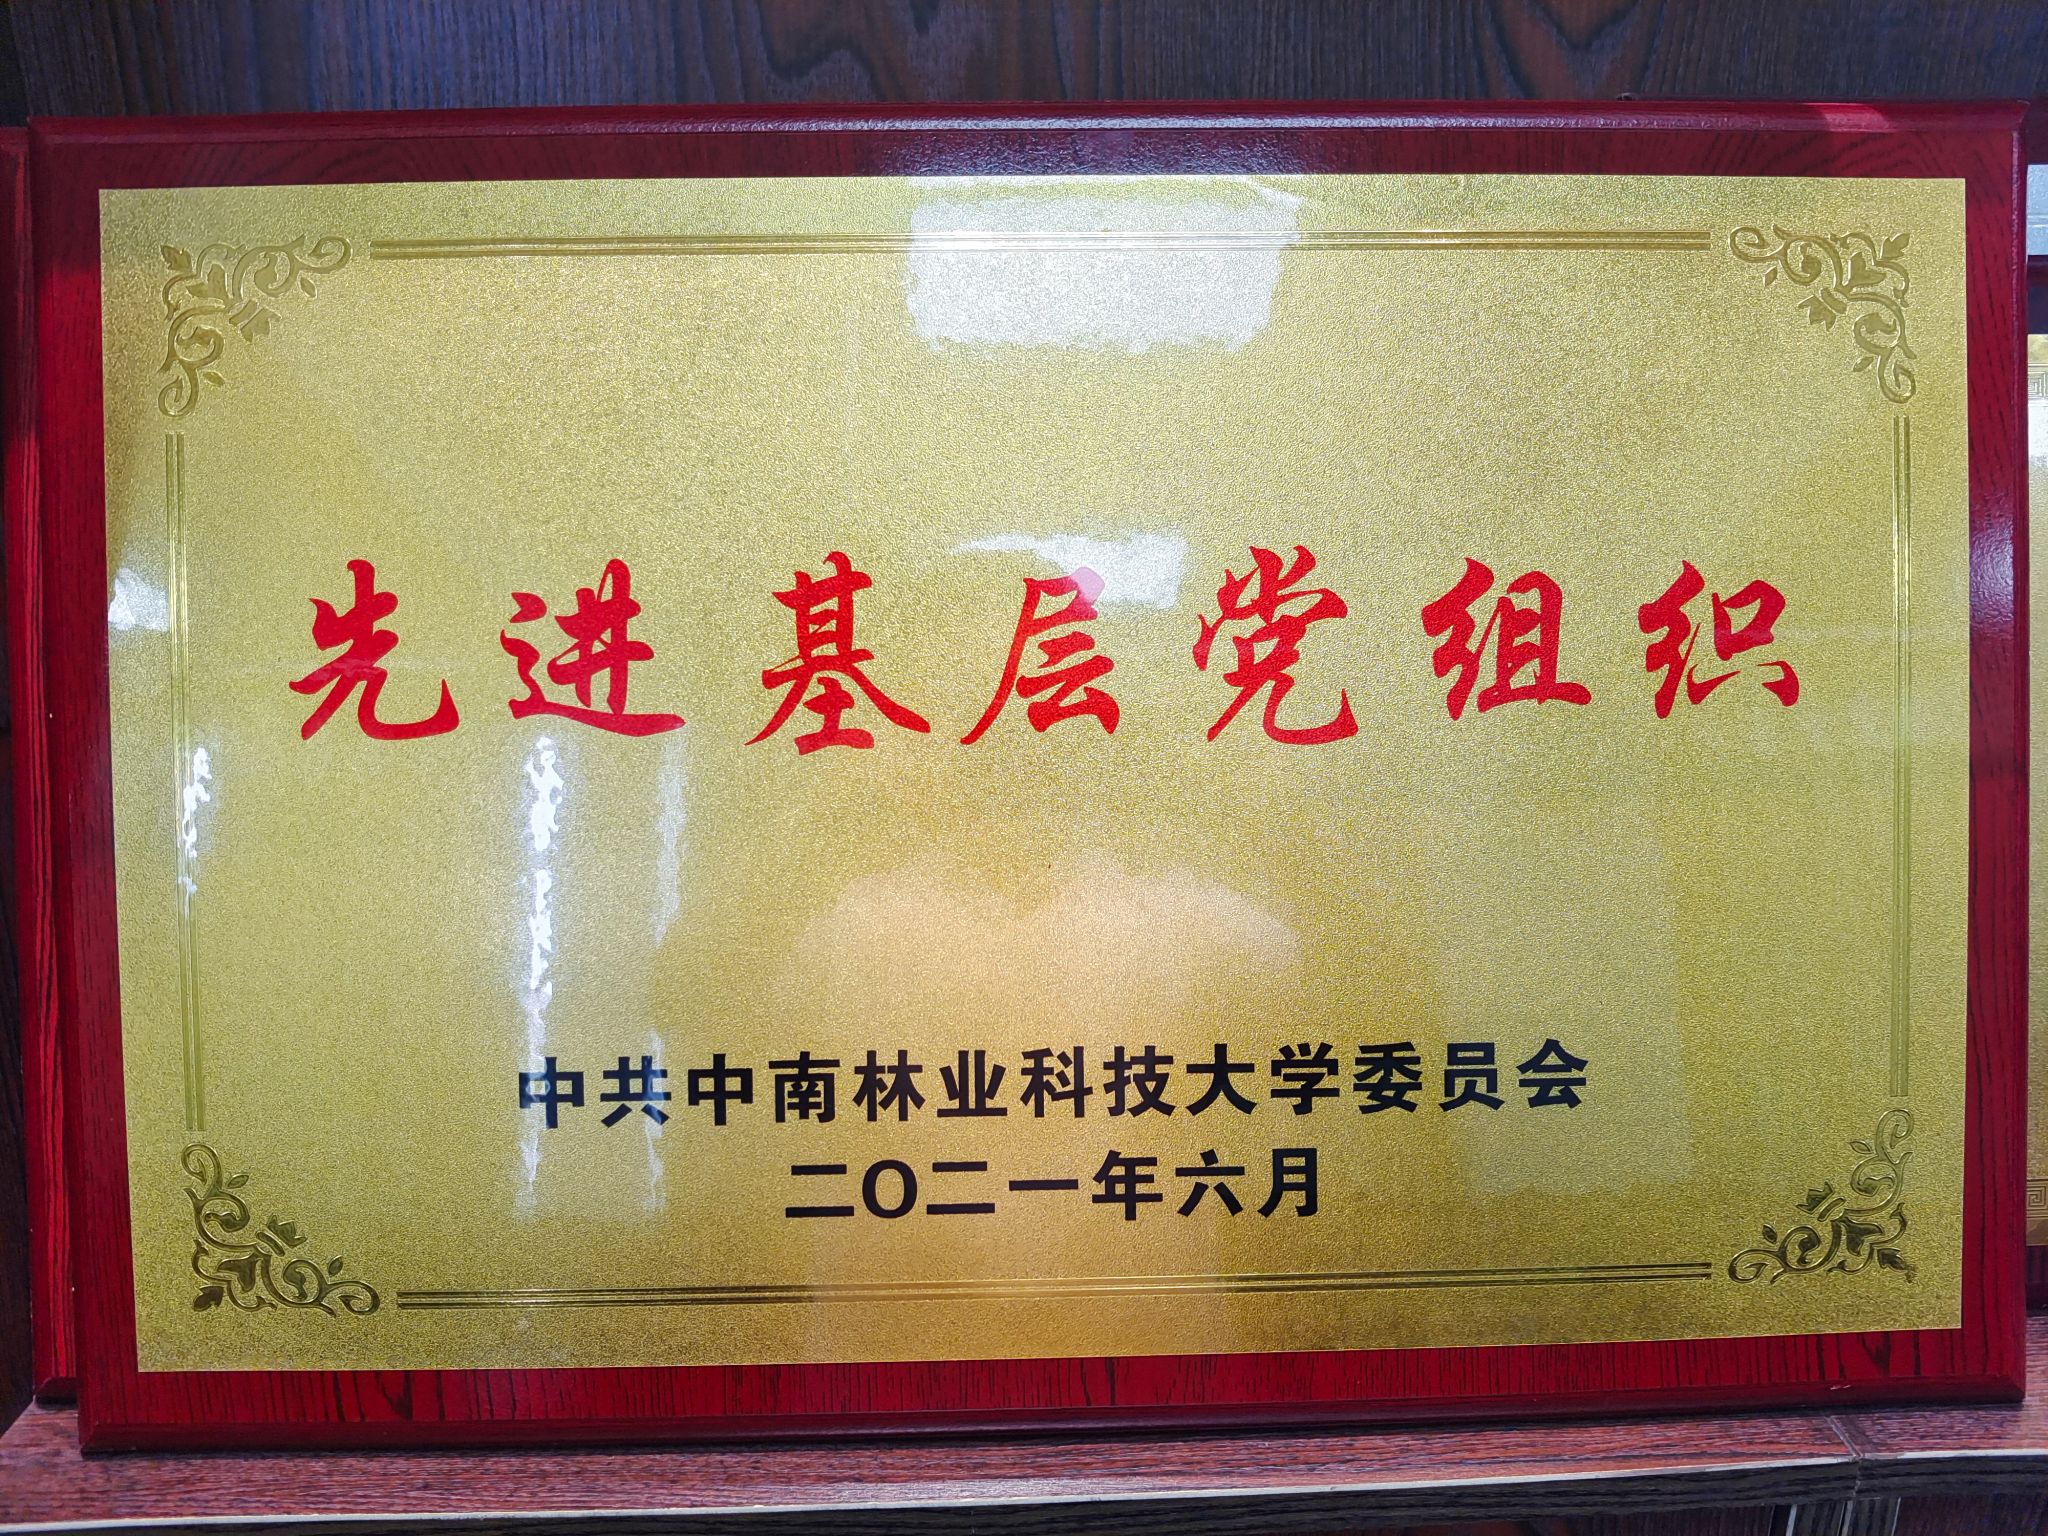 先进基层党组织
中共中南林业科技大学委员会
二O二一年六月